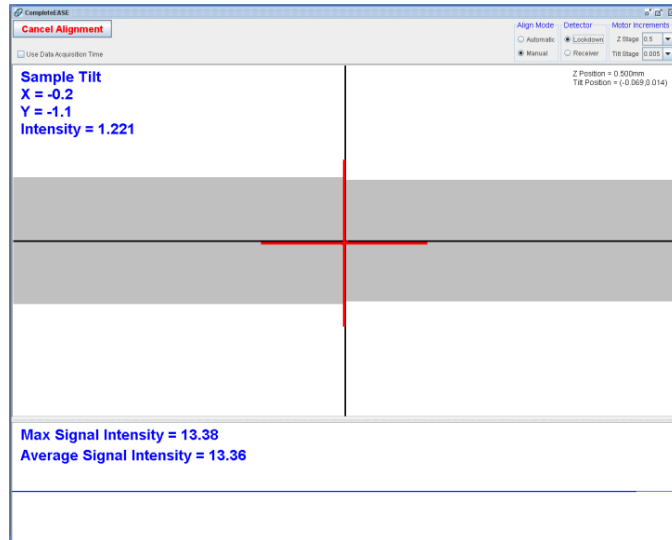 CompleteEASE
Cancel Alignment
Use Data Acquisition Time
Align Mode
Automatic
Manual
Detector
Lookdown
Receiver
Motor Increments
Z Stage 0.5
Tilt Stage 0.005
Sample Tilt
X = -0.2
Y = -1.1
Intensity = 1.221
Z Position = 0.500mm
Tilt Position = (-0.069,0.014)
Max Signal Intensity = 13.38
Average Signal Intensity = 13.36